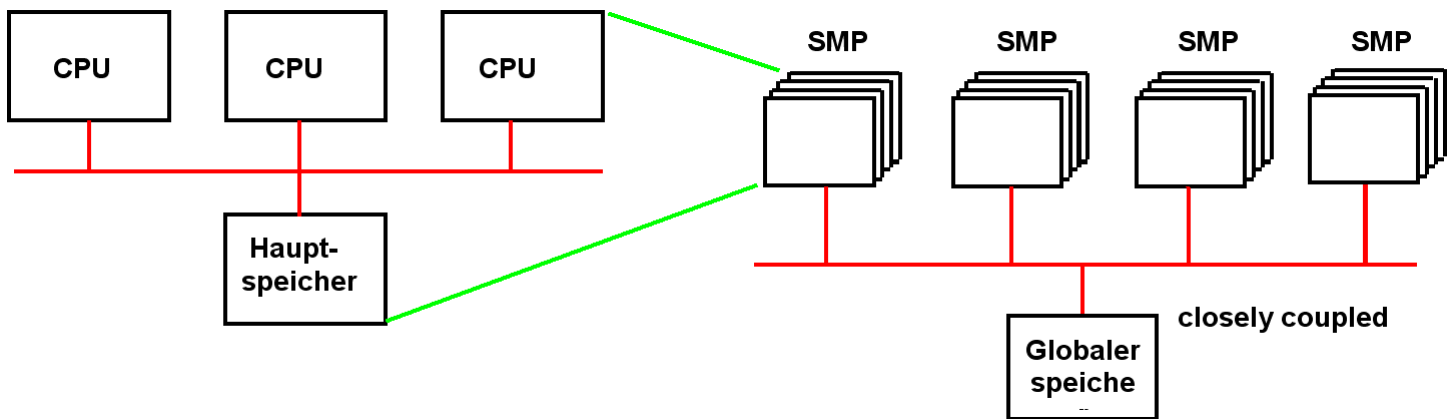 CPU
CPU
CPU
Haupt-
speicher
SMP
SMP
SMP
SMP
closely coupled
Globaler
speiche